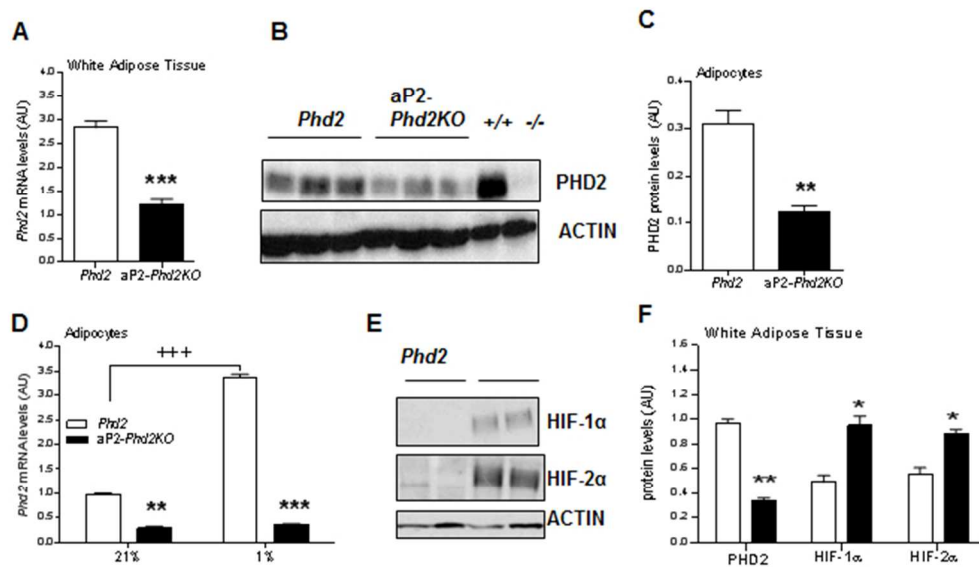 A
White Adipose Tissue
Phd2 mRNA levels (AU)
4.0
3.5
3.0
2.5
2.0
1.5
1.0
0.5
0.0
***
Phd2
aP2-Phd2KO
B
aP2-
Phd2 Phd2KO +/+ -/-
PHD2
ACTIN
C
Adipocytes
PHD2 protein levels (AU)
0.4
0.3
0.2
0.1
0.0
**
Phd2
aP2-Phd2KO
D
Adipocytes
Phd2 mRNA levels (AU)
4.0
3.5
3.0
2.5
2.0
1.5
1.0
0.5
0.0
+++
Phd2
aP2-Phd2KO
**
***
21%
1%
E
Phd2
HIF-1α
HIF-2α
ACTIN
F
White Adipose Tissue
protein levels (AU)
1.6
1.4
1.2
1.0
0.8
0.6
0.4
0.2
0.0
**
*
*
PHD2
HIF-1α
HIF-2α